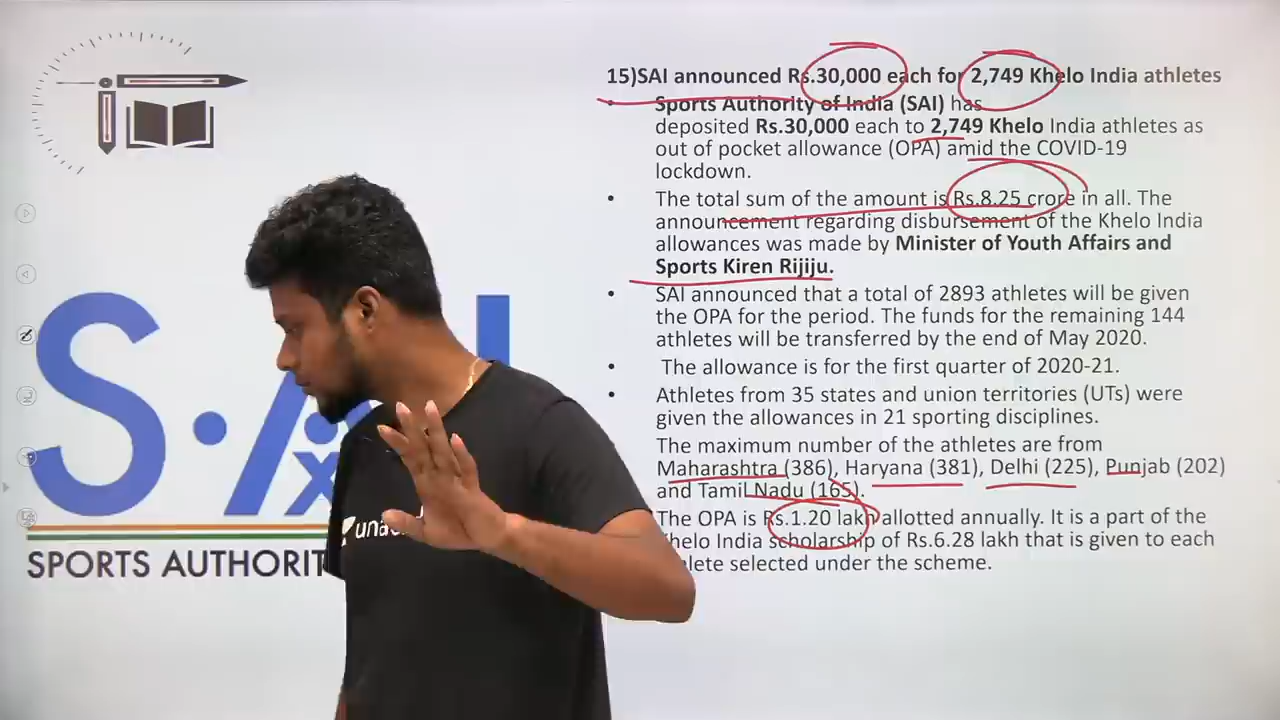 15)SAI announced Rs.30,000 each for 2,749 Khelo India athletes
• Sports Authority of India (SAI) has
deposited Rs.30,000 each to 2,749 Khelo India athletes as
out of pocket allowance (OPA) amid the COVID-19
lockdown.
• The total sum of the amount is Rs.8.25 crore in all. The
announcement regarding disbursement of the Khelo India
allowances was made by Minister of Youth Affairs and
Sports Kiren Rijiju.
• SAI announced that a total of 2893 athletes will be given
the OPA for the period. The funds for the remaining 144
athletes will be transferred by the end of May 2020.
• The allowance is for the first quarter of 2020-21.
• Athletes from 35 states and union territories (UTs) were
given the allowances in 21 sporting disciplines.
The maximum number of the athletes are from
Maharashtra (386), Haryana (381), Delhi (225), Punjab (202)
and Tamil Nadu (165).
The OPA is Rs.1.20 lakh allotted annually. It is a part of the
helo India scholarship of Rs.6.28 lakh that is given to each
lete selected under the scheme.
S.A
SPORTS AUTHORIT
una